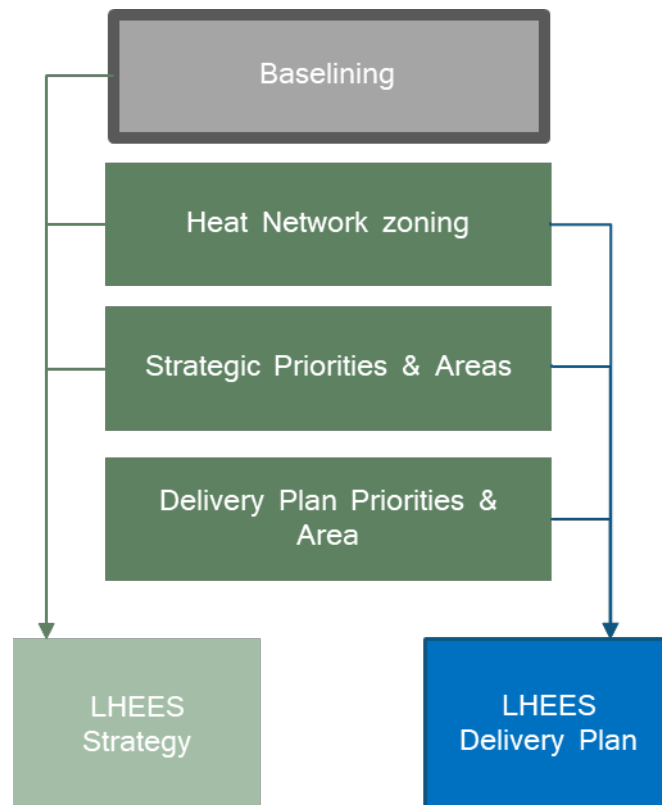 Baselining
Heat Network zoning
Strategic Priorities & Areas
Delivery Plan Priorities &
Area
LHEES
Strategy
LHEES
Delivery Plan